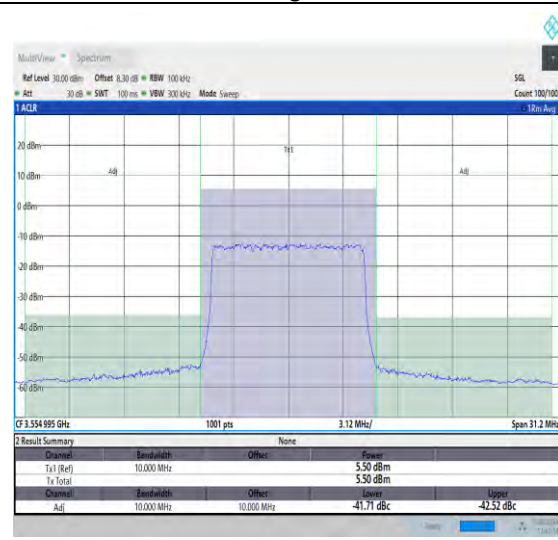 MultiView Spectrum
Ref Level 30.00 dBm Offset 8.30 dB RBW 100 kHz SGL
Att 30 dB SWT 100 ms VBW 300 kHz Mode Sweep Count 100/100
1 ACLR 1Rm Avg
Tx1
Adj Adj
20 dBm
10 dBm
0 dBm
-10 dBm
-20 dBm
-30 dBm
-40 dBm
-50 dBm
-60 dBm
CF 3.554 995 GHz 1001 pts 3.12 MHz/ Span 31.2 MHz
2 Result Summary None
Channel Bandwidth Offset Power
Tx1 (Ref) 10.000 MHz 5.50 dBm
Tx Total 5.50 dBm
Channel Bandwidth Offset Lower Upper
Adj 10.000 MHz 10.000 MHz -41.71 dBc -42.52 dBc